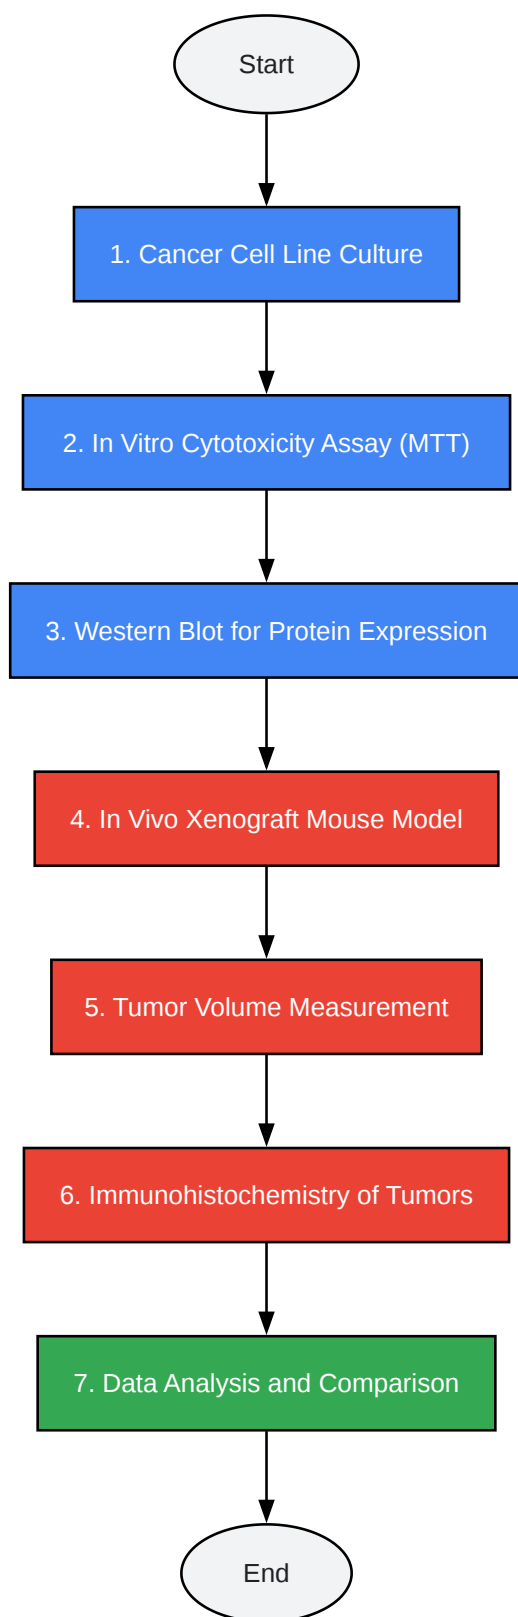 Start
1. Cancer Cell Line Culture
2. In Vitro Cytotoxicity Assay (MTT)
3. Western Blot for Protein Expression
4. In Vivo Xenograft Mouse Model
5. Tumor Volume Measurement
6. Immunohistochemistry of Tumors
7. Data Analysis and Comparison
End